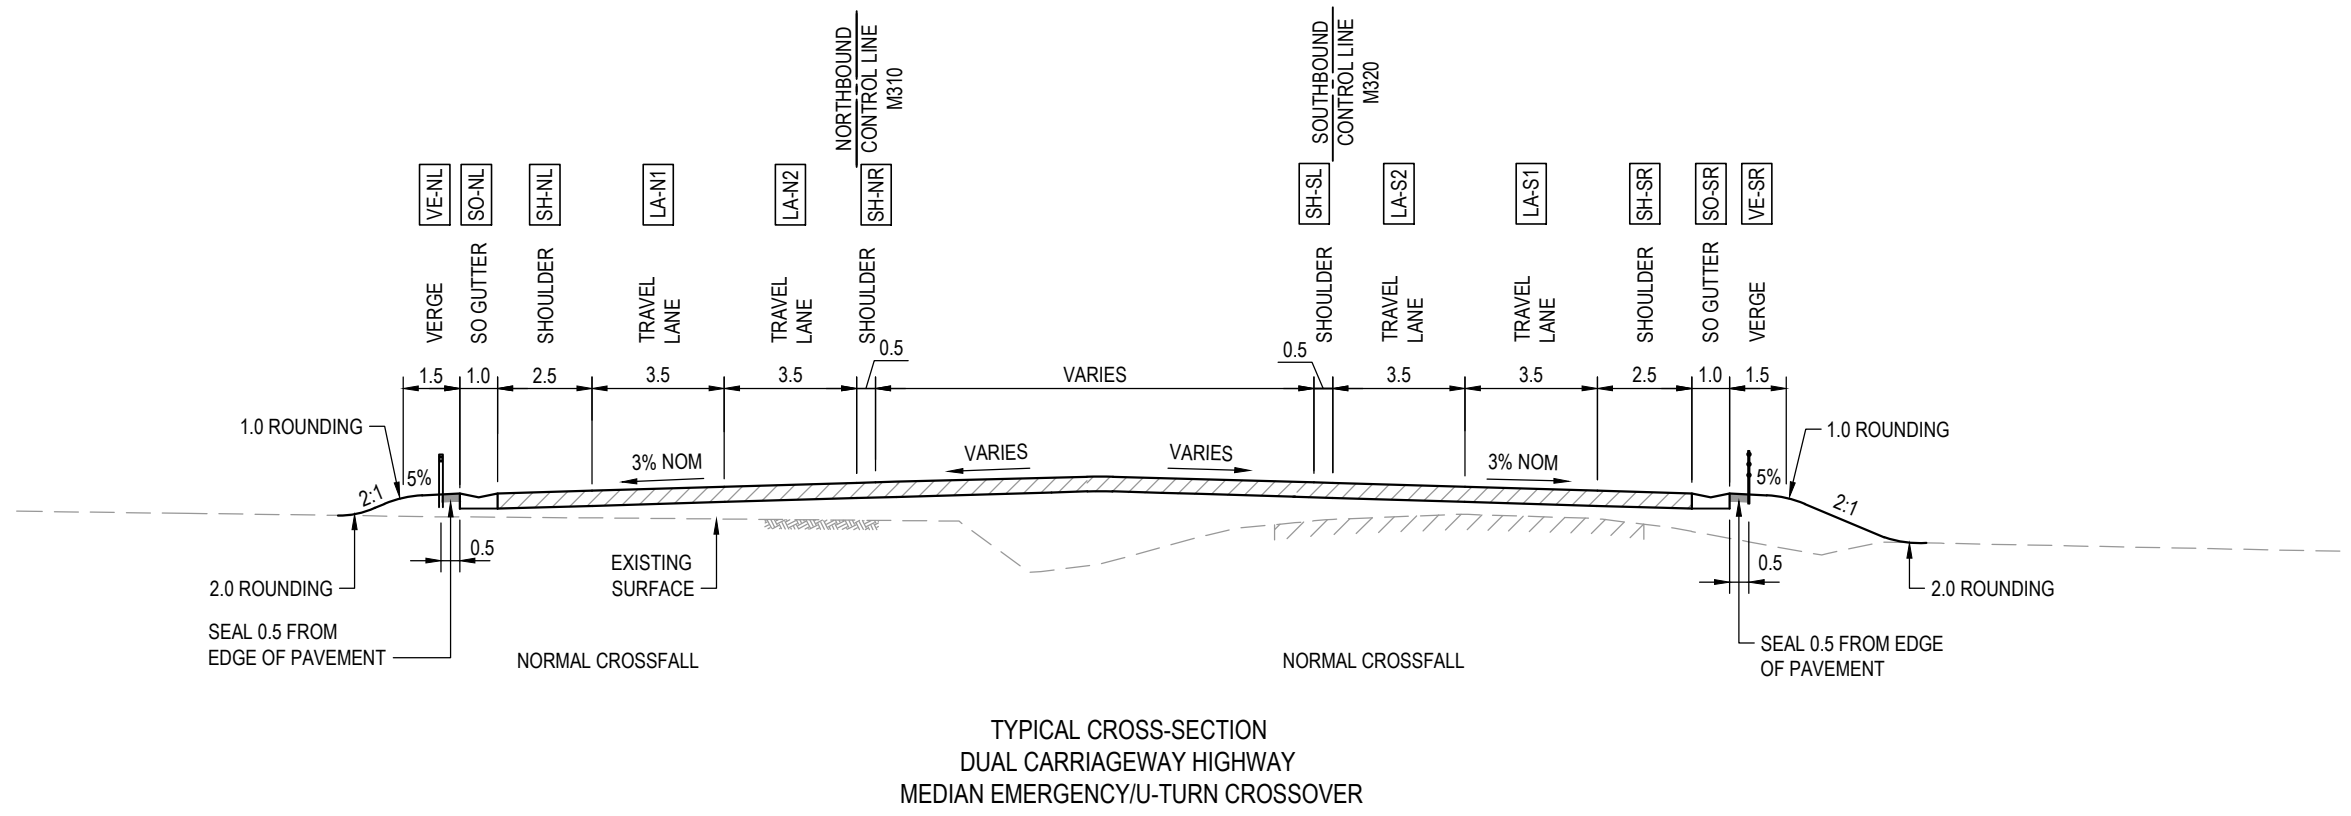 NORTHBOUND
CONTROL LINE
M310
SOUTHBOUND
CONTROL LINE
M320
VE-NL
SO-NL
SH-NL
LA-N1
LA-N2
SH-NR
SH-SL
LA-S2
LA-S1
SH-SR
SO-SR
VE-SR
VERGE
SO GUTTER
SHOULDER
TRAVEL
LANE
TRAVEL
LANE
SHOULDER
SHOULDER
TRAVEL
LANE
TRAVEL
LANE
SHOULDER
SO GUTTER
VERGE
0.5
0.5
1.5
1.0
2.5
3.5
3.5
VARIES
3.5
3.5
2.5
1.0
1.5
1.0 ROUNDING
1.0 ROUNDING
2:1
5%
3% NOM
VARIES
VARIES
3% NOM
5%
2:1
0.5
0.5
EXISTING
SURFACE
2.0 ROUNDING
2.0 ROUNDING
SEAL 0.5 FROM
EDGE OF PAVEMENT
NORMAL CROSSFALL
NORMAL CROSSFALL
SEAL 0.5 FROM EDGE
OF PAVEMENT
TYPICAL CROSS-SECTION
DUAL CARRIAGEWAY HIGHWAY
MEDIAN EMERGENCY/U-TURN CROSSOVER